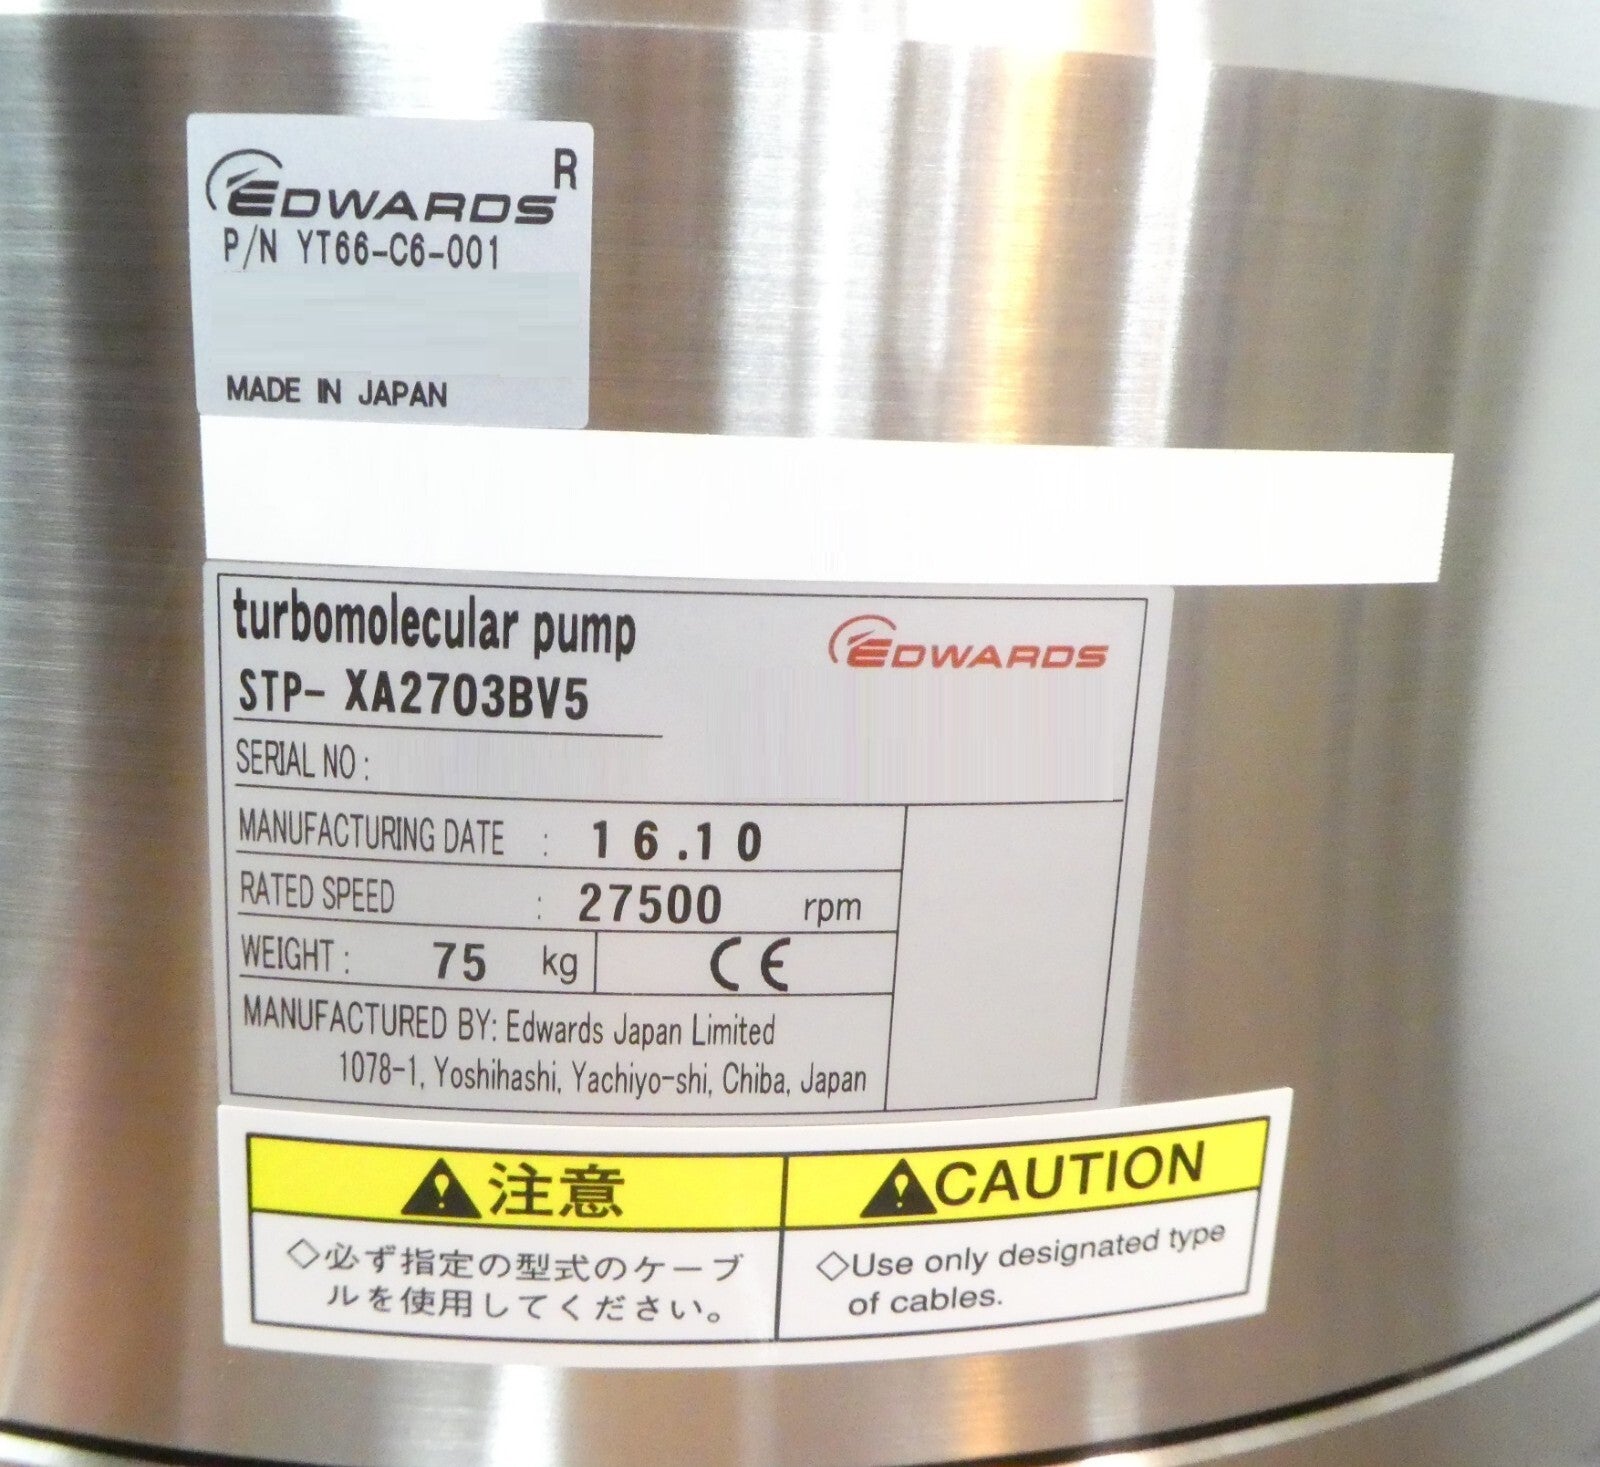 EDWARDS R
P/N YT66-C6-001
MADE IN JAPAN
turbomolecular pump
EDWARDS
STP- XA2703BV5
SERIAL NO :
MANUFACTURING DATE : 16.10
RATED SPEED : 27500 rpm
WEIGHT : 75 kg CE
MANUFACTURED BY: Edwards Japan Limited
1078-1, Yoshihashi, Yachiyo-shi, Chiba, Japan
注意
◇必ず指定の型式のケーブ
ルを使用してください。
CAUTION
◇Use only designated type
of cables.